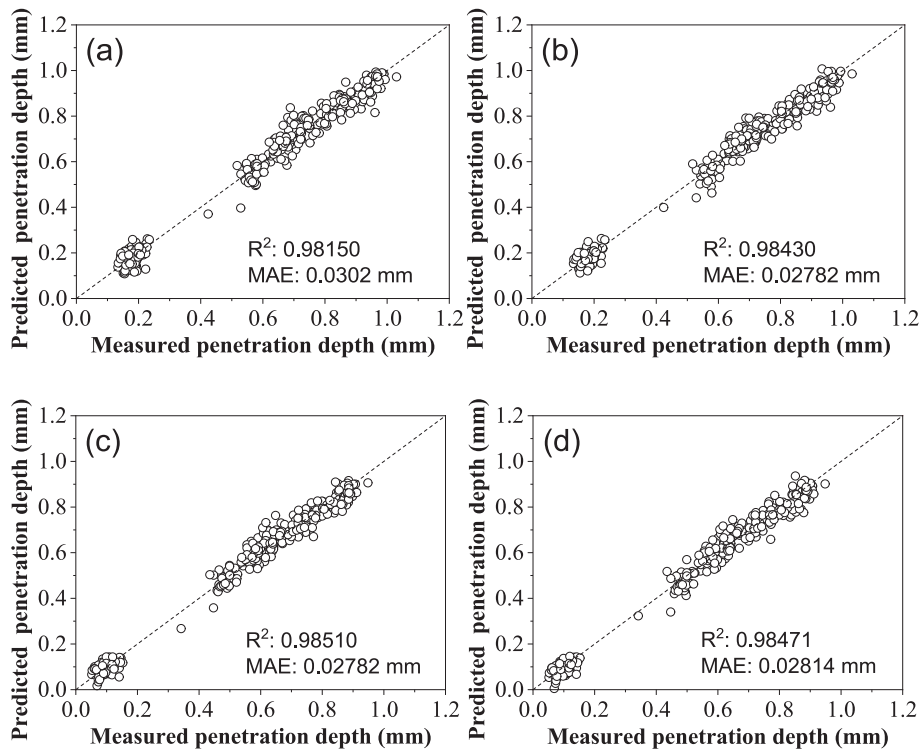 (a)
R²: 0.98150
MAE: 0.0302 mm
1.2
1.0
0.8
0.6
0.4
0.2
0.0
0.0 0.2 0.4 0.6 0.8 1.0 1.2
Predicted penetration depth (mm)
Measured penetration depth (mm)
(b)
R²: 0.98430
MAE: 0.02782 mm
1.2
1.0
0.8
0.6
0.4
0.2
0.0
0.0 0.2 0.4 0.6 0.8 1.0 1.2
Predicted penetration depth (mm)
Measured penetration depth (mm)
(c)
R²: 0.98510
MAE: 0.02782 mm
1.2
1.0
0.8
0.6
0.4
0.2
0.0
0.0 0.2 0.4 0.6 0.8 1.0 1.2
Predicted penetration depth (mm)
Measured penetration depth (mm)
(d)
R²: 0.98471
MAE: 0.02814 mm
1.2
1.0
0.8
0.6
0.4
0.2
0.0
0.0 0.2 0.4 0.6 0.8 1.0 1.2
Predicted penetration depth (mm)
Measured penetration depth (mm)